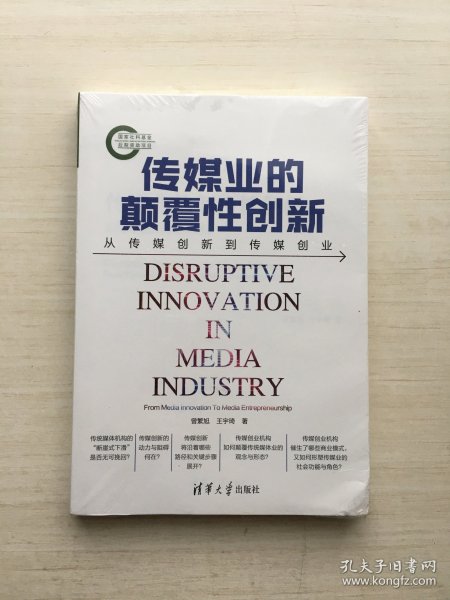 国家社科基金
后期资助项目
传媒业的
颠覆性创新
从传媒创新到传媒创业
DISRUPTIVE
INNOVATION
IN
MEDIA
INDUSTRY
From Media innovation To Media Entrepreneurship
曾繁旭 王宇琦 著
传统媒体机构的
“断崖式下滑”
是否无可挽回?
传媒创新的
动力与阻碍
何在?
传媒创新
将沿着哪些
路径和关键步骤
展开?
传媒创业机构
如何颠覆传统媒体业的
观念与形态?
传媒创业机构
催生了哪些商业模式,
又如何形塑传媒业的
社会功能与角色?
清华大学出版社
孔夫子旧书网
www.kongfz.com